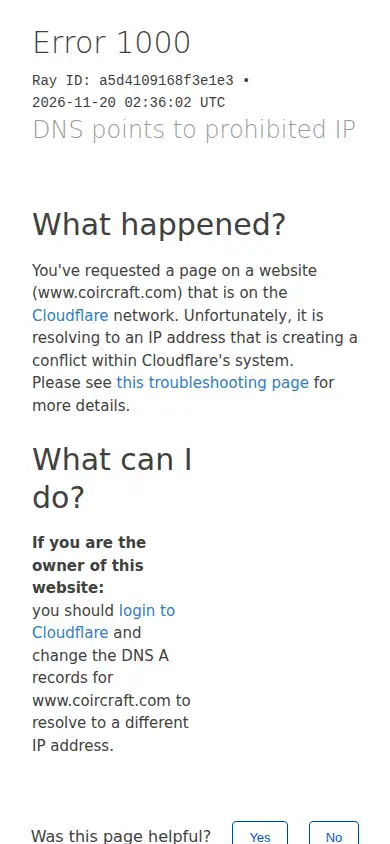 Error 1000
Ray ID: a5d4109168f3e1e3 •
2026-11-20 02:36:02 UTC
DNS points to prohibited IP
What happened?
You've requested a page on a website
(www.coircraft.com) that is on the
Cloudflare network. Unfortunately, it is
resolving to an IP address that is creating a
conflict within Cloudflare's system.
Please see this troubleshooting page for
more details.
What can I
do?
If you are the
owner of this
website:
you should login to
Cloudflare and
change the DNS A
records for
www.coircraft.com to
resolve to a different
IP address.
Was this page helpful? Yes No